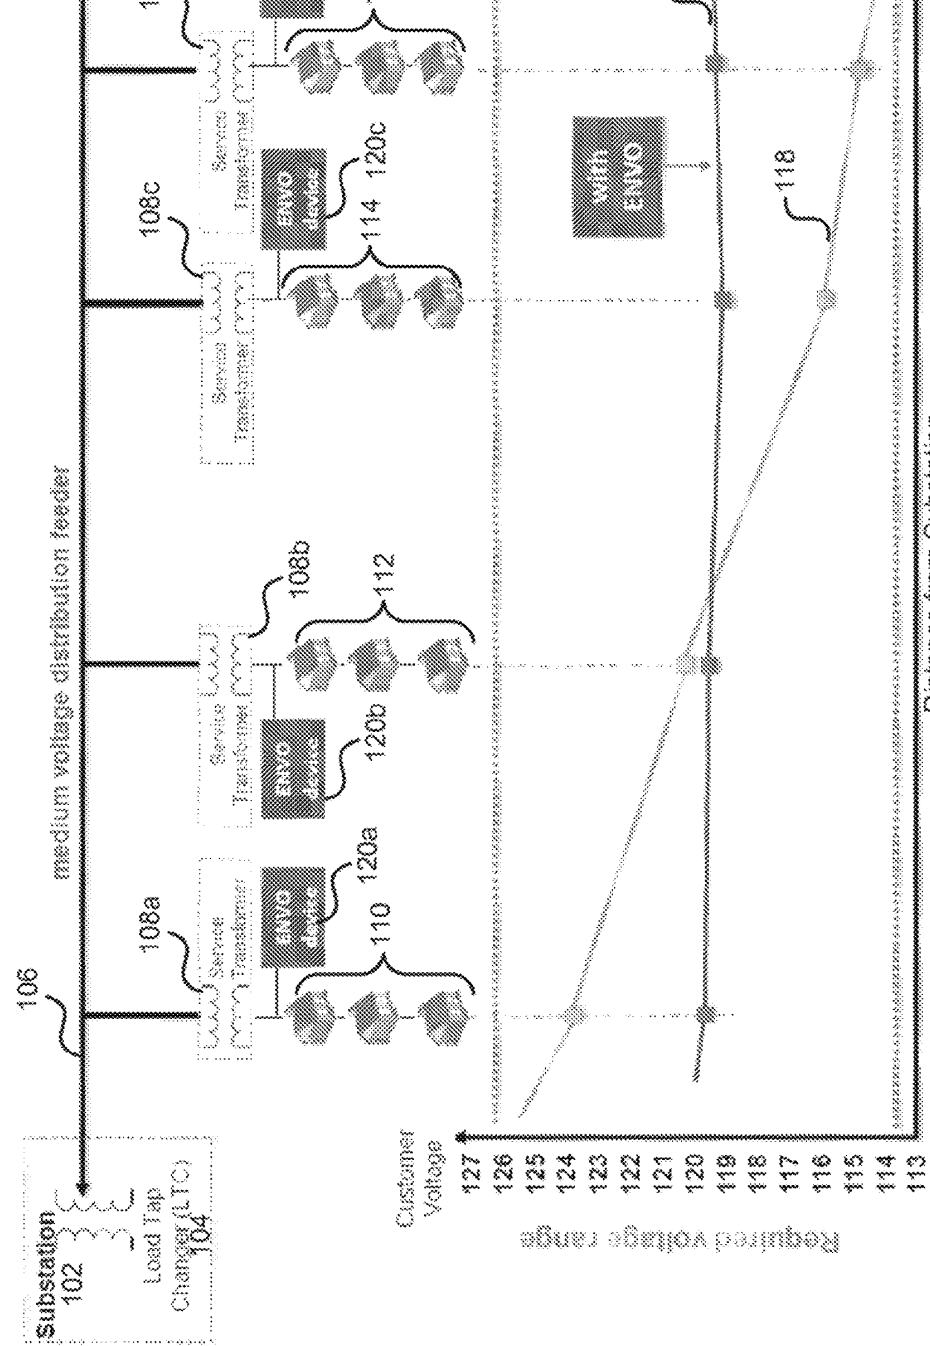 106
medium voltage distribution feeder
Substation
102
Load Tap
Changer (LTC)
104
108a
Service
Transformer
ENVO
device
120a
110
Service
Transformer
108b
ENVO
device
120b
112
108c
Service
Transformer
ENVO
device
120c
114
Service
Transformer
Customer
Voltage
127
126
125
124
123
122
121
120
119
118
117
116
115
114
113
Required voltage range
with
ENVO
118
Distance from Substation